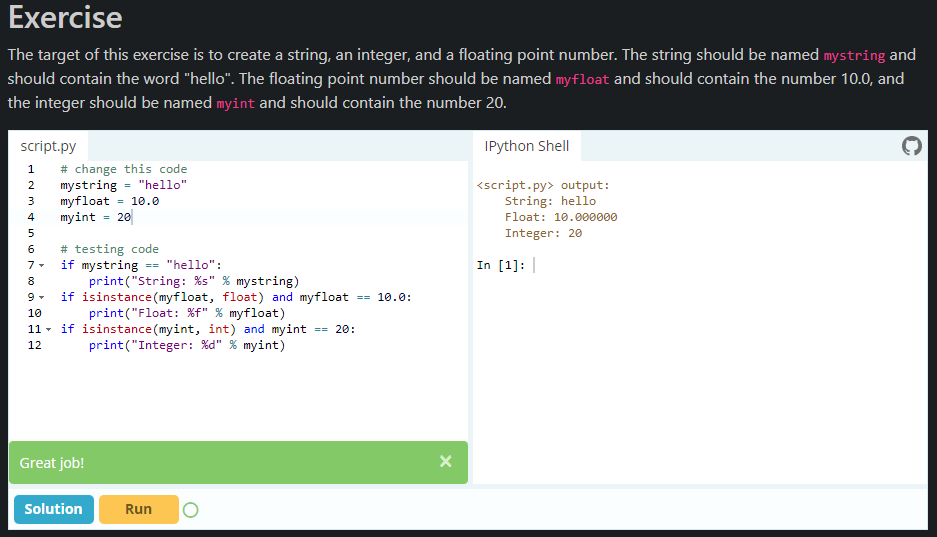 Exercise
The target of this exercise is to create a string, an integer, and a floating point number. The string should be named mystring and
should contain the word "hello". The floating point number should be named myfloat and should contain the number 10.0, and
the integer should be named myint and should contain the number 20.
script.py
1 # change this code
2 mystring = "hello"
3 myfloat = 10.0
4 myint = 20
5
6 # testing code
7 if mystring == "hello":
8     print("String: %s" % mystring)
9 if isinstance(myfloat, float) and myfloat == 10.0:
10     print("Float: %f" % myfloat)
11 if isinstance(myint, int) and myint == 20:
12     print("Integer: %d" % myint)
Great job!
Solution
Run
IPython Shell
<script.py> output:
    String: hello
    Float: 10.000000
    Integer: 20
In [1]: